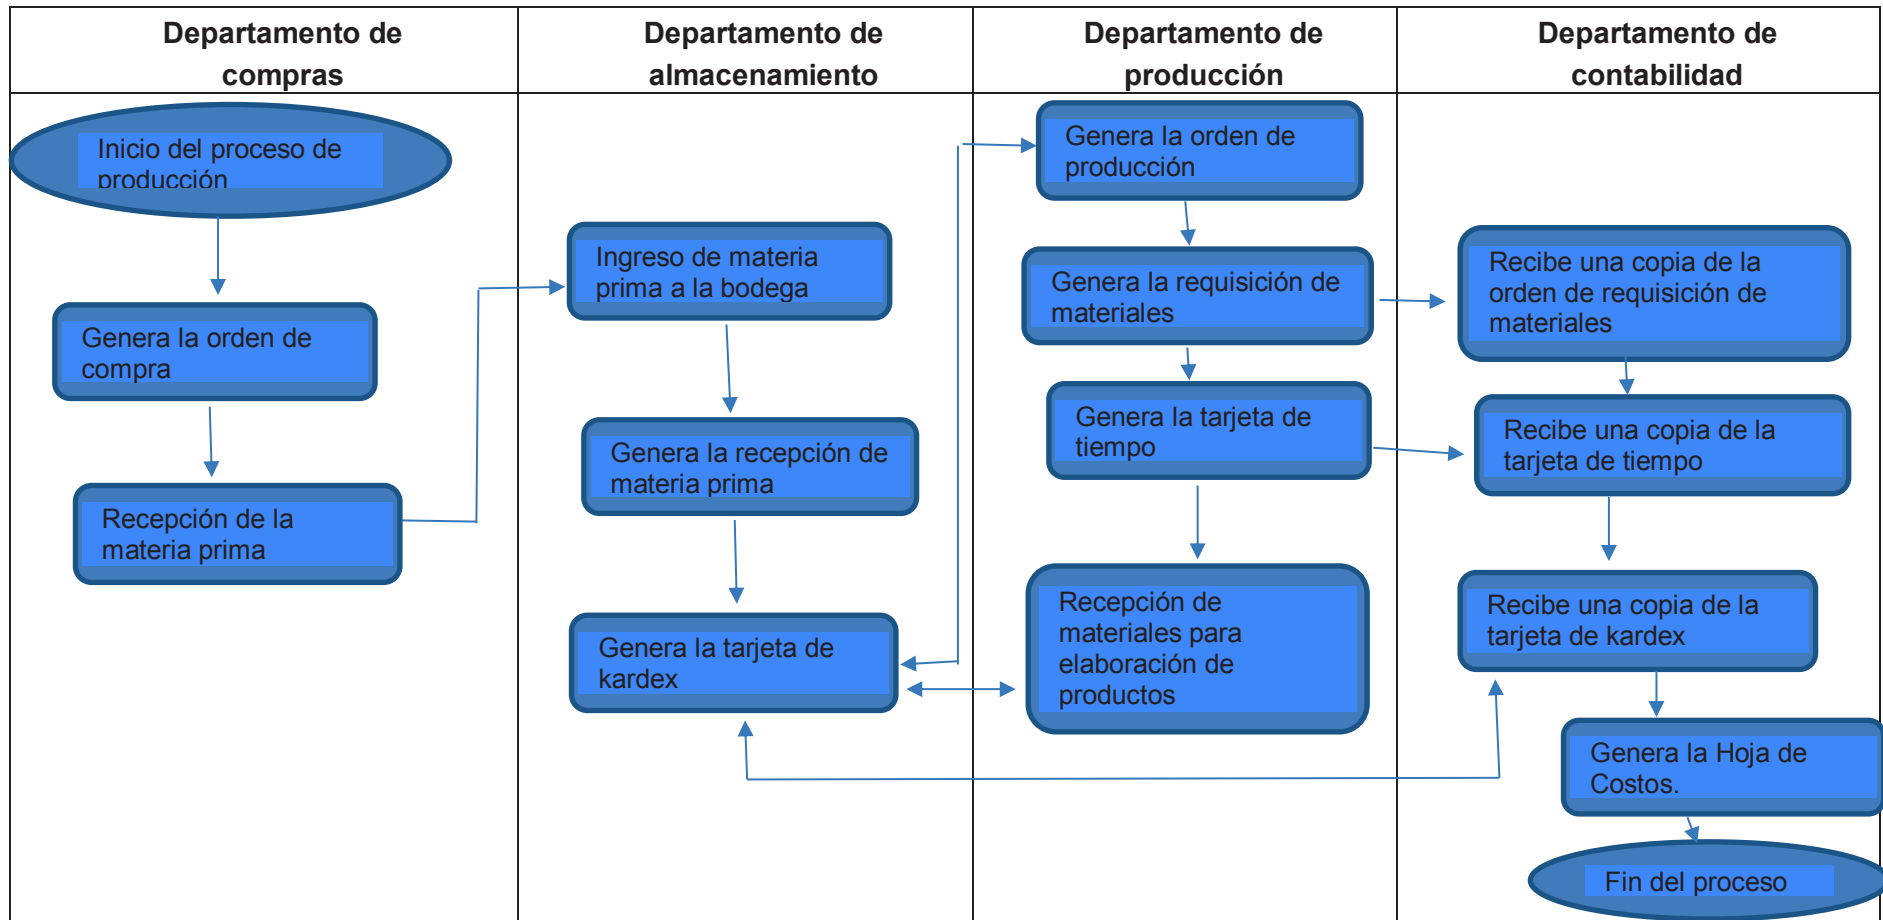 Departamento de
compras
Departamento de
almacenamiento
Departamento de
producción
Departamento de
contabilidad
Inicio del proceso de
producción
Genera la orden de
compra
Recepción de la
materia prima
Ingreso de materia
prima a la bodega
Genera la recepción de
materia prima
Genera la tarjeta de
kardex
Genera la orden de
producción
Genera la requisición de
materiales
Genera la tarjeta de
tiempo
Recepción de
materiales para
elaboración de
productos
Recibe una copia de la
orden de requisición de
materiales
Recibe una copia de la
tarjeta de tiempo
Recibe una copia de la
tarjeta de kardex
Genera la Hoja de
Costos.
Fin del proceso